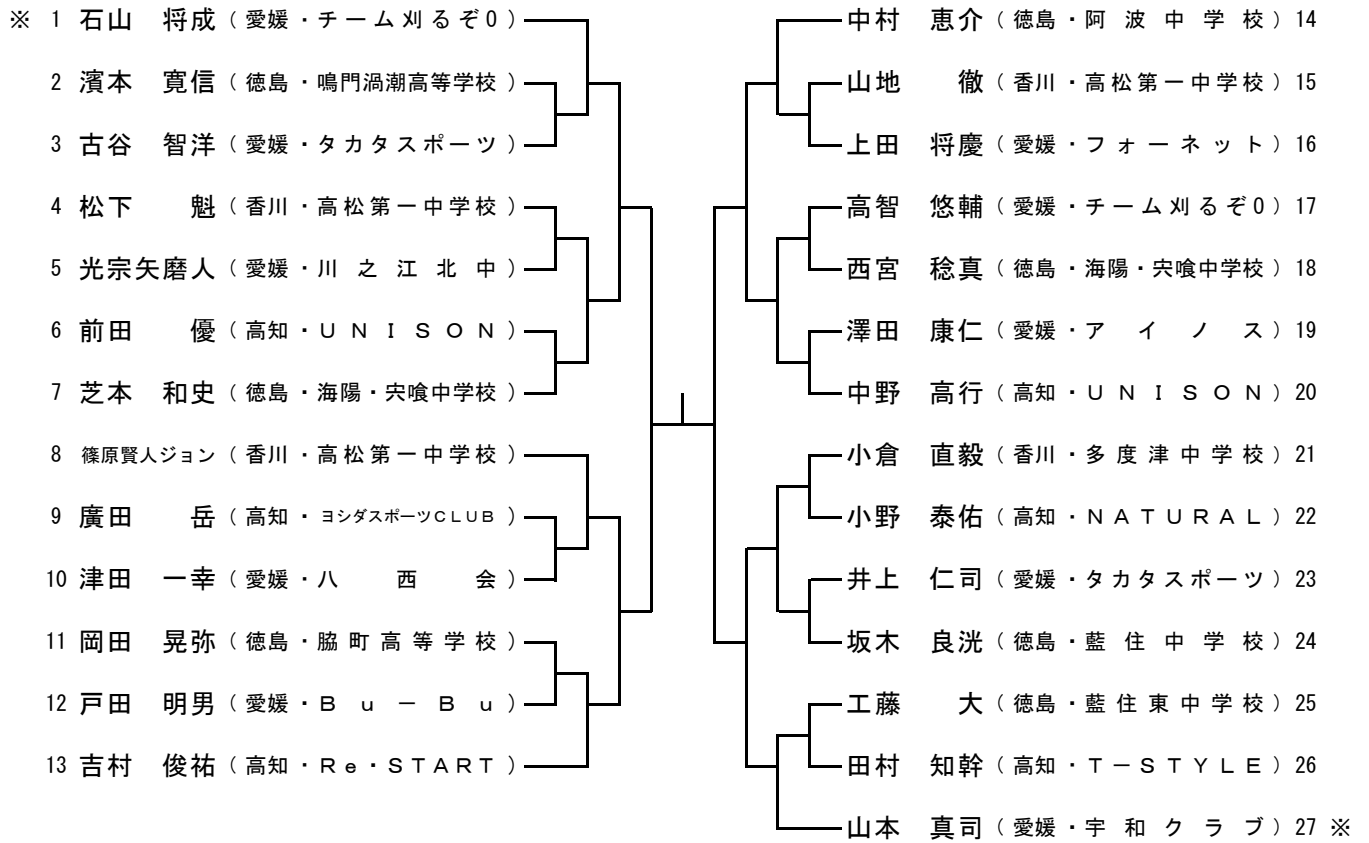 ※ 1 石山 将成 (愛媛・チーム刈るぞ0)
2 濱本 寛信 (徳島・鳴門渦潮高等学校)
3 古谷 智洋 (愛媛・タカタスポーツ)
4 松下 魁 (香川・高松第一中学校)
5 光宗矢磨人 (愛媛・川之江北中)
6 前田 優 (高知・UNISON)
7 芝本 和史 (徳島・海陽・宍喰中学校)
8 篠原賢人ジョン (香川・高松第一中学校)
9 廣田 岳 (高知・ヨシダスポーツCLUB)
10 津田 一幸 (愛媛・八西会)
11 岡田 晃弥 (徳島・脇町高等学校)
12 戸田 明男 (愛媛・Bu-Bu)
13 吉村 俊祐 (高知・Re・START)
中村 恵介 (徳島・阿波中学校) 14
山地 徹 (香川・高松第一中学校) 15
上田 将慶 (愛媛・フォーネット) 16
高智 悠輔 (愛媛・チーム刈るぞ0) 17
西宮 稔真 (徳島・海陽・宍喰中学校) 18
澤田 康仁 (愛媛・アイノス) 19
中野 高行 (高知・UNISON) 20
小倉 直毅 (香川・多度津中学校) 21
小野 泰佑 (高知・NATURAL) 22
井上 仁司 (愛媛・タカタスポーツ) 23
坂木 良洸 (徳島・藍住中学校) 24
工藤 大 (徳島・藍住東中学校) 25
田村 知幹 (高知・T-STYLE) 26
山本 真司 (愛媛・宇和クラブ) 27 ※